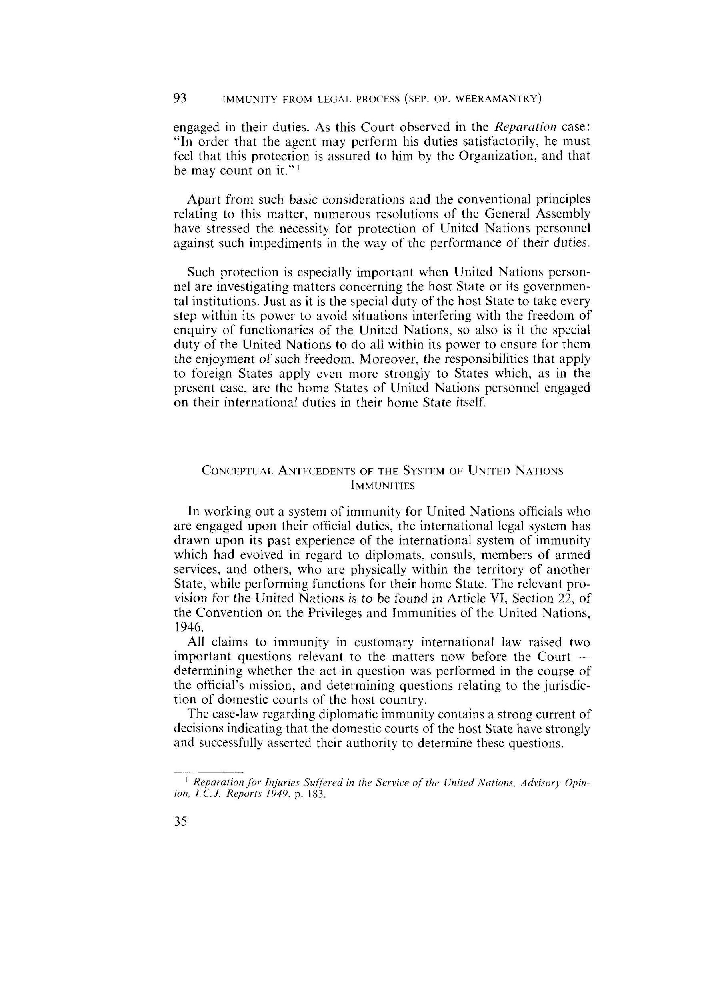 93 IMMUNITY FROM LEGAL PROCESS (SEP. OP. WEERAMANTRY)
engaged in their duties. As this Court observed in the Reparation case:
“In order that the agent may perform his duties satisfactorily, he must
feel that this protection is assured to him by the Organization, and that
he may count on it.” 1
Apart from such basic considerations and the conventional principles
relating to this matter, numerous resolutions of the General Assembly
have stressed the necessity for protection of United Nations personnel
against such impediments in the way of the performance of their duties.
Such protection is especially important when United Nations person-
nel are investigating matters concerning the host State or its governmen-
tal institutions. Just as it is the special duty of the host State to take every
step within its power to avoid situations interfering with the freedom of
enquiry of functionaries of the United Nations, so also is it the special
duty of the United Nations to do all within its power to ensure for them
the enjoyment of such freedom. Moreover, the responsibilities that apply
to foreign States apply even more strongly to States which, as in the
present case, are the home States of United Nations personnel engaged
on their international duties in their home State itself.
CONCEPTUAL ANTECEDENTS OF THE SYSTEM OF UNITED NATIONS
IMMUNITIES
In working out a system of immunity for United Nations officials who
are engaged upon their official duties, the international legal system has
drawn upon its past experience of the international system of immunity
which had evolved in regard to diplomats, consuls, members of armed
services, and others, who are physically within the territory of another
State, while performing functions for their home State. The relevant pro-
vision for the United Nations is to be found in Article VI, Section 22, of
the Convention on the Privileges and Immunities of the United Nations,
1946.
All claims to immunity in customary international law raised two
important questions relevant to the matters now before the Court —
determining whether the act in question was performed in the course of
the official’s mission, and determining questions relating to the jurisdic-
tion of domestic courts of the host country.
The case-law regarding diplomatic immunity contains a strong current of
decisions indicating that the domestic courts of the host State have strongly
and successfully asserted their authority to determine these questions.
1 Reparation for Injuries Suffered in the Service of the United Nations, Advisory Opin-
ion, I.C.J. Reports 1949, p. 183.
35